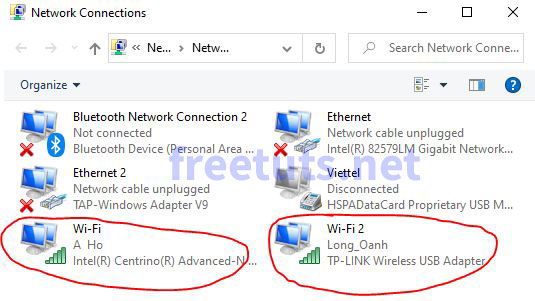 Network Connections
Ne...
Netw...
Search Network Conne...
Organize
Bluetooth Network Connection 2
Not connected
Bluetooth Device (Personal Area ...
Ethernet
Network cable unplugged
Intel(R) 82579LM Gigabit Network...
Ethernet 2
Network cable unplugged
TAP-Windows Adapter V9
Viettel
Disconnected
HSPADataCard Proprietary USB M...
freetuts.net
Wi-Fi
A Ho
Intel(R) Centrino(R) Advanced-N ...
Wi-Fi 2
Long_Oanh
TP-LINK Wireless USB Adapter